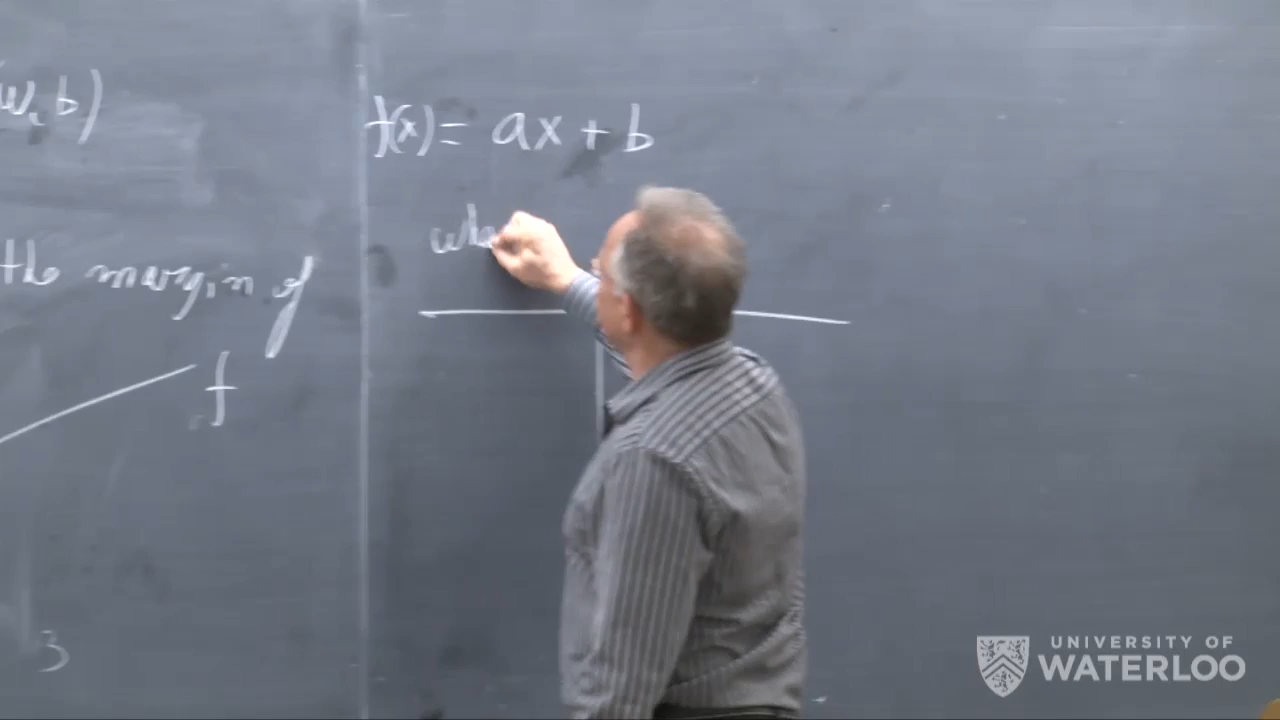 w, b)
the margin of
f
3
f(x) = ax + b
UNIVERSITY OF
WATERLOO